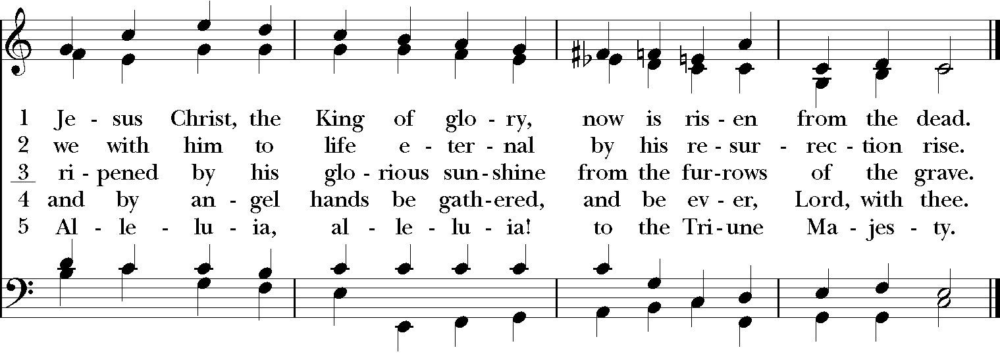 1 Je - sus Christ, the King of glo - ry, now is ris - en from the dead.
2 we with him to life e - ter - nal by his re - sur - rec - tion rise.
3 ri - pened by his glo - rious sun - shine from the fur - rows of the grave.
4 and by an - gel hands be gath - ered, and be ev - er, Lord, with thee.
5 Al - le - lu - ia, al - le - lu - ia! to the Tri - une Ma - jes - ty.